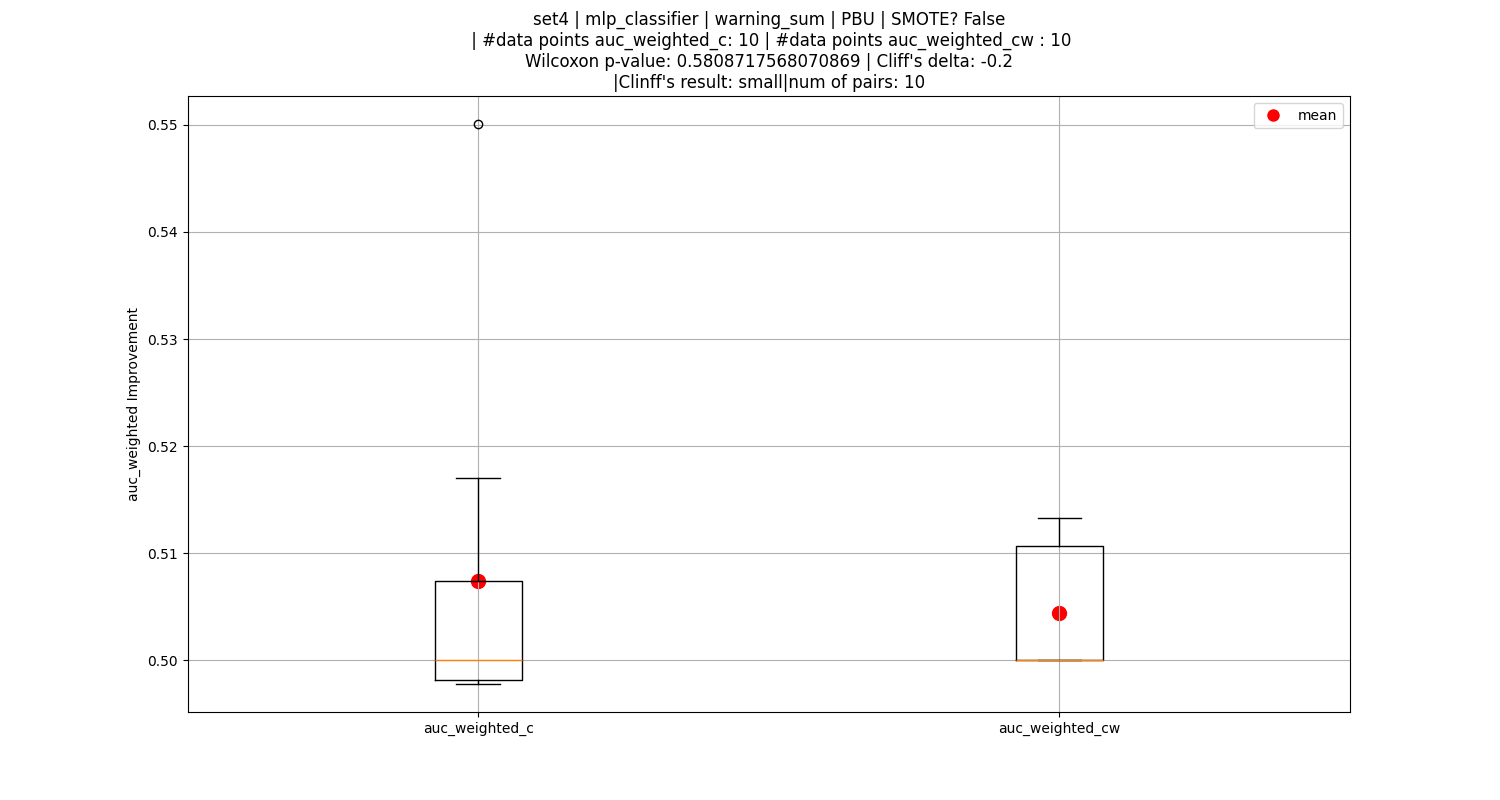 set4 | mlp_classifier | warning_sum | PBU | SMOTE? False
| #data points auc_weighted_c: 10 | #data points auc_weighted_cw : 10
Wilcoxon p-value: 0.5808717568070869 | Cliff's delta: -0.2
|Clinff's result: small|num of pairs: 10
mean
0.55
0.54
0.53
0.52
0.51
0.50
auc_weighted Improvement
auc_weighted_c
auc_weighted_cw